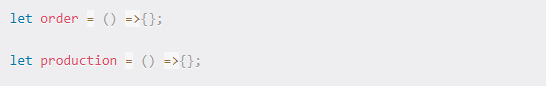 let order = () =>{};
let production = () =>{};